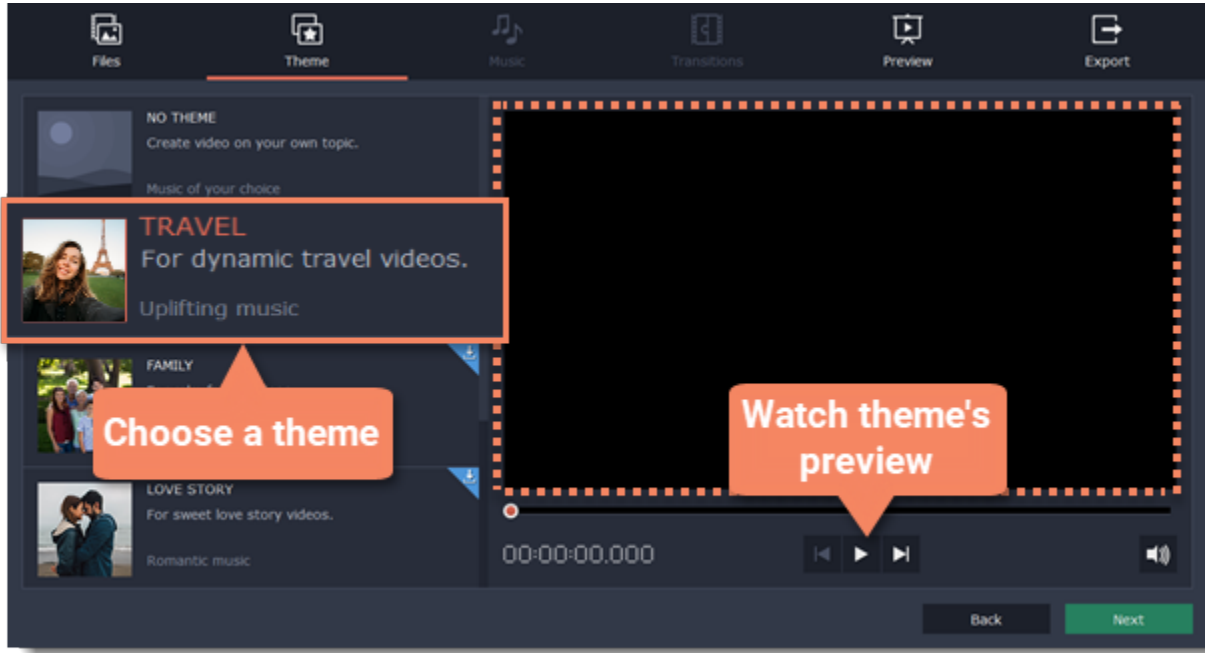 Files
Theme
Music
Transitions
Preview
Export
NO THEME
Create video on your own topic.
Music of your choice
TRAVEL
For dynamic travel videos.
Uplifting music
FAMILY
Choose a theme
LOVE STORY
For sweet love story videos.
Romantic music
Watch theme's
preview
00:00:00.000
Back
Next